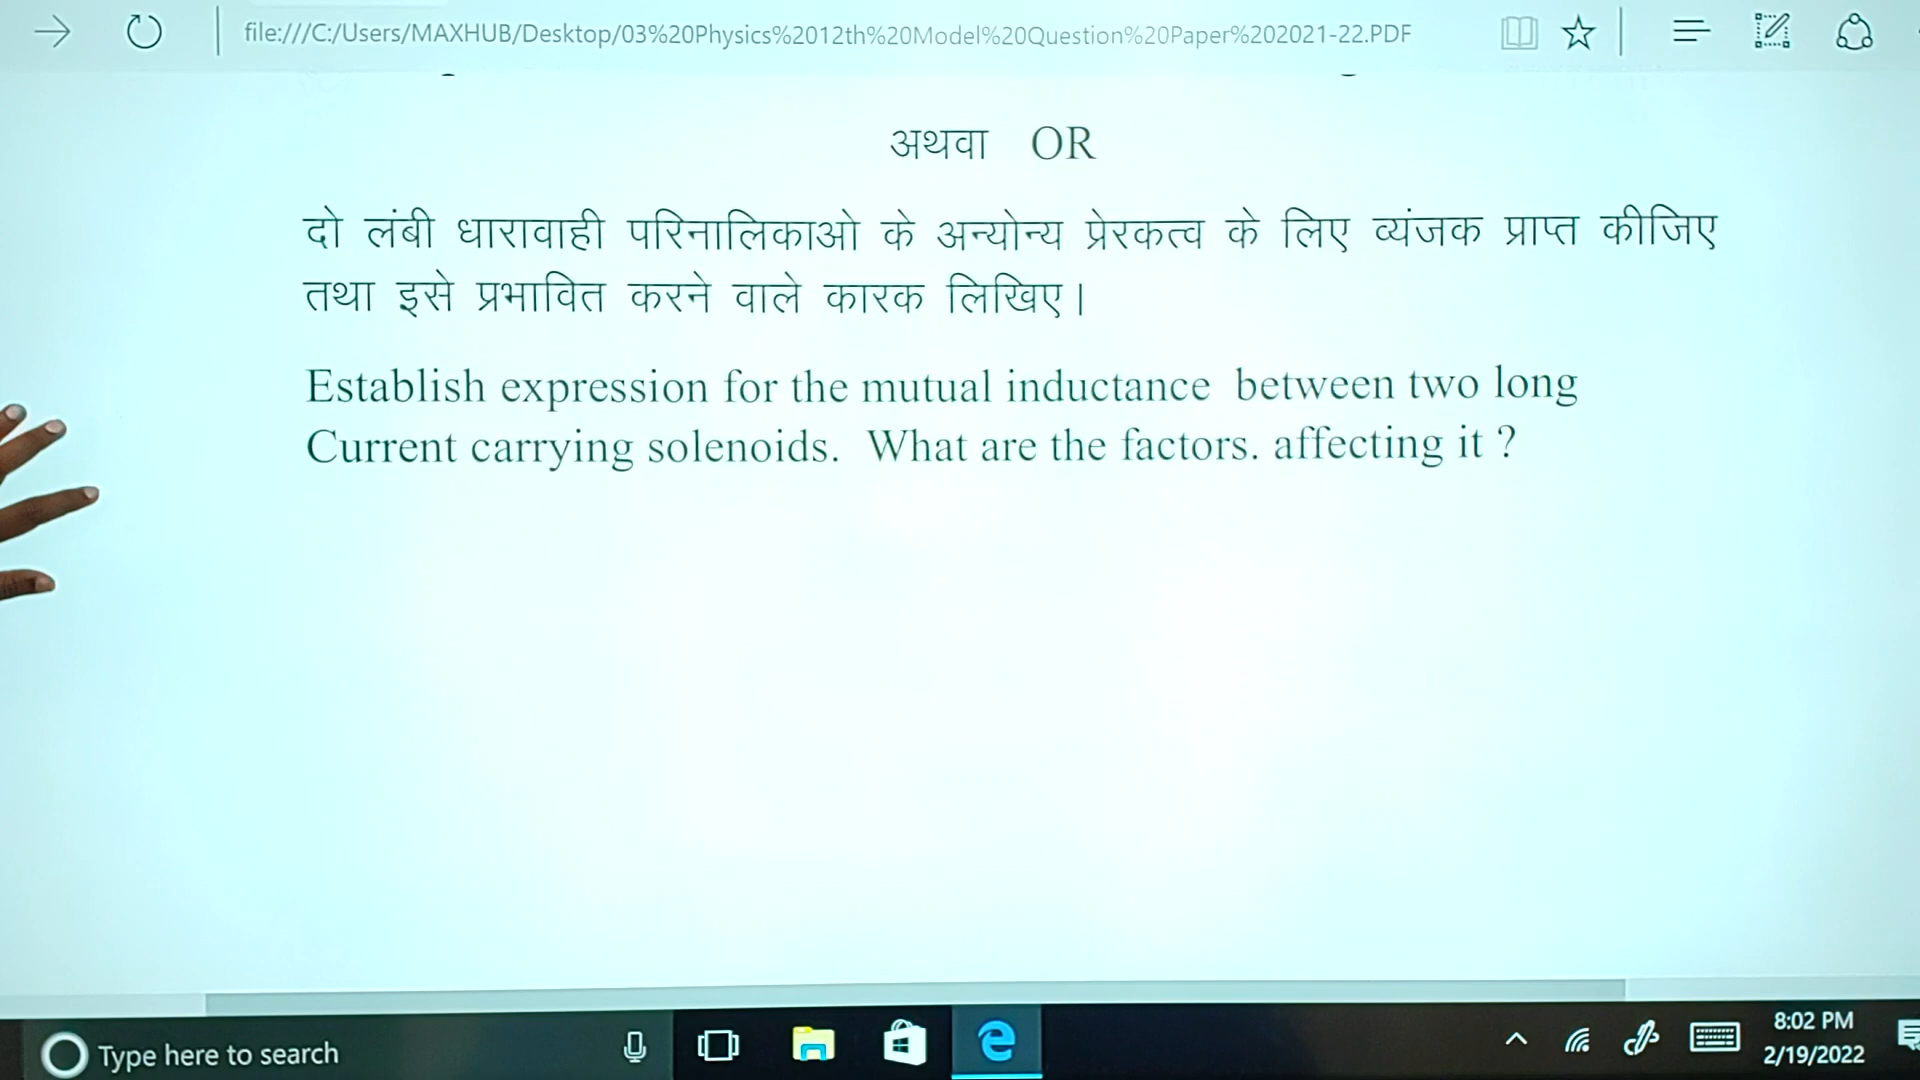 file:///C:/Users/MAXHUB/Desktop/03%20Physics%2012th%20Model%20Question%20Paper%202021-22.PDF
अथवा OR
दो लंबी धारावाही परिनालिकाओ के अन्योन्य प्रेरकत्व के लिए व्यंजक प्राप्त कीजिए
तथा इसे प्रभावित करने वाले कारक लिखिए।
Establish expression for the mutual inductance between two long
Current carrying solenoids. What are the factors. affecting it ?
Type here to search
8:02 PM
2/19/2022